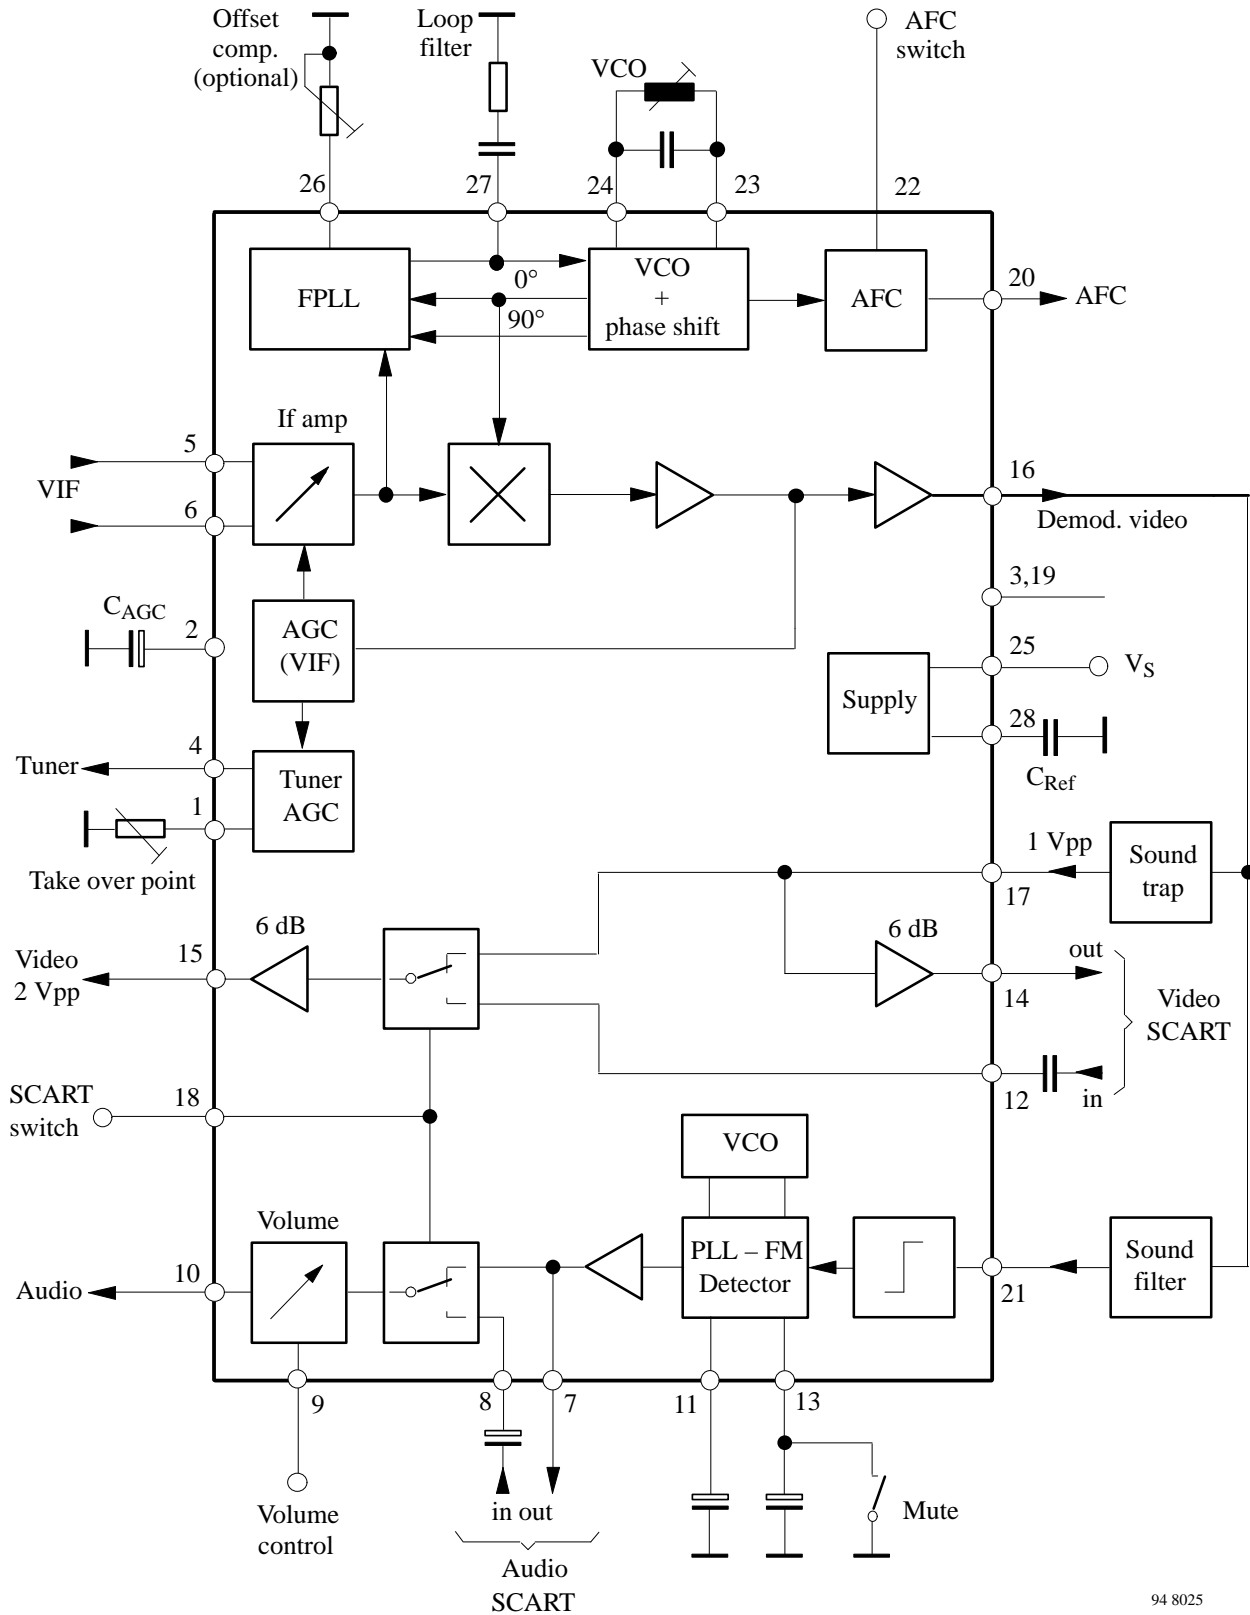 Offset
comp.
(optional)
Loop
filter
VCO
AFC
switch
26
27
24
23
22
FPLL
0°
90°
VCO
+
phase shift
AFC
20
AFC
If amp
5
VIF
6
16
Demod. video
3,19
CAGC
2
AGC
(VIF)
25
VS
Supply
28
CRef
4
Tuner
Tuner
AGC
1
Take over point
1 Vpp
17
Sound
trap
6 dB
15
Video
2 Vpp
6 dB
out
14
Video
SCART
12
in
SCART
switch
18
VCO
Volume
10
Audio
PLL – FM
Detector
21
Sound
filter
9
8
7
11
13
Volume
control
in out
Audio
SCART
Mute
94 8025